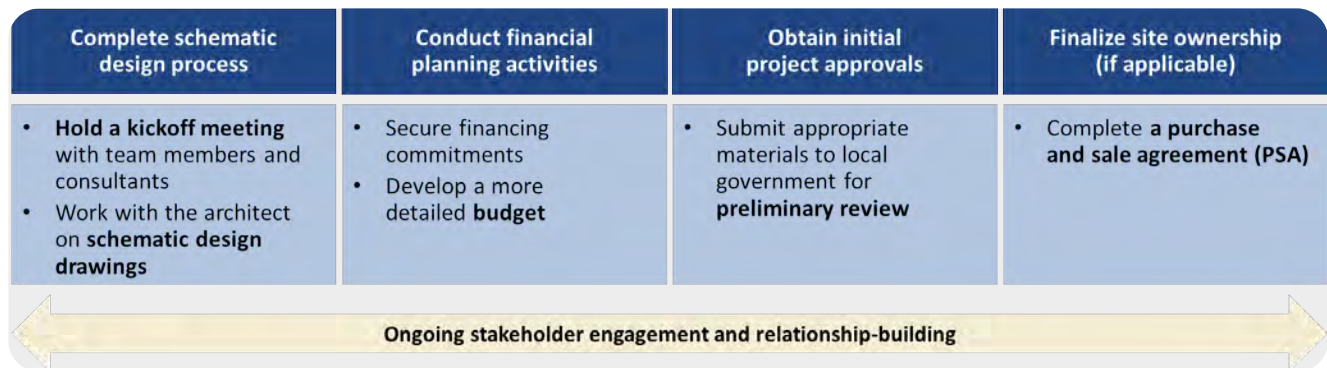 Complete schematic
design process
Conduct financial
planning activities
Obtain initial
project approvals
Finalize site ownership
(if applicable)
• Hold a kickoff meeting
with team members and
consultants
• Work with the architect
on schematic design
drawings
• Secure financing
commitments
• Develop a more
detailed budget
• Submit appropriate
materials to local
government for
preliminary review
• Complete a purchase
and sale agreement (PSA)
Ongoing stakeholder engagement and relationship-building